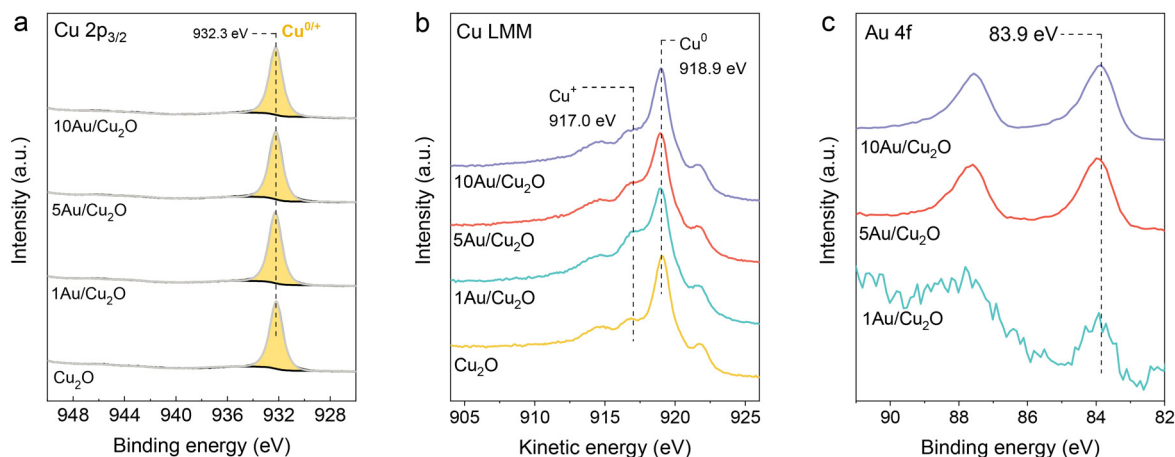 a
Cu 2p3/2
932.3 eV
Cu0/+
10Au/Cu2O
5Au/Cu2O
1Au/Cu2O
Cu2O
948 944 940 936 932 928
Binding energy (eV)
Intensity (a.u.)
b
Cu LMM
Cu0
918.9 eV
Cu+
917.0 eV
10Au/Cu2O
5Au/Cu2O
1Au/Cu2O
Cu2O
905 910 915 920 925
Kinetic energy (eV)
Intensity (a.u.)
c
Au 4f
83.9 eV
10Au/Cu2O
5Au/Cu2O
1Au/Cu2O
90 88 86 84 82
Binding energy (eV)
Intensity (a.u.)